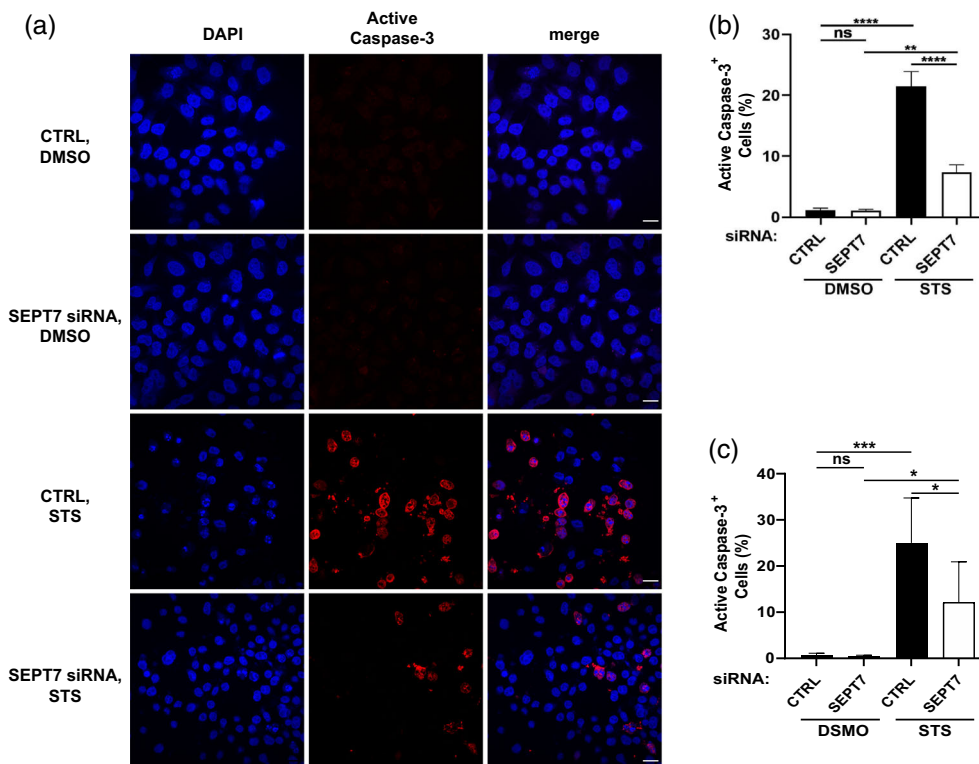 (a)
DAPI
Active
Caspase-3
merge
CTRL,
DMSO
SEPT7 siRNA,
DMSO
CTRL,
STS
SEPT7 siRNA,
STS
(b)
****
ns
**
****
30
20
10
0
Active Caspase-3+
Cells (%)
siRNA:
CTRL
SEPT7
CTRL
SEPT7
DMSO
STS
(c)
***
ns
*
*
40
30
20
10
0
Active Caspase-3+
Cells (%)
siRNA:
CTRL
SEPT7
CTRL
SEPT7
DSMO
STS